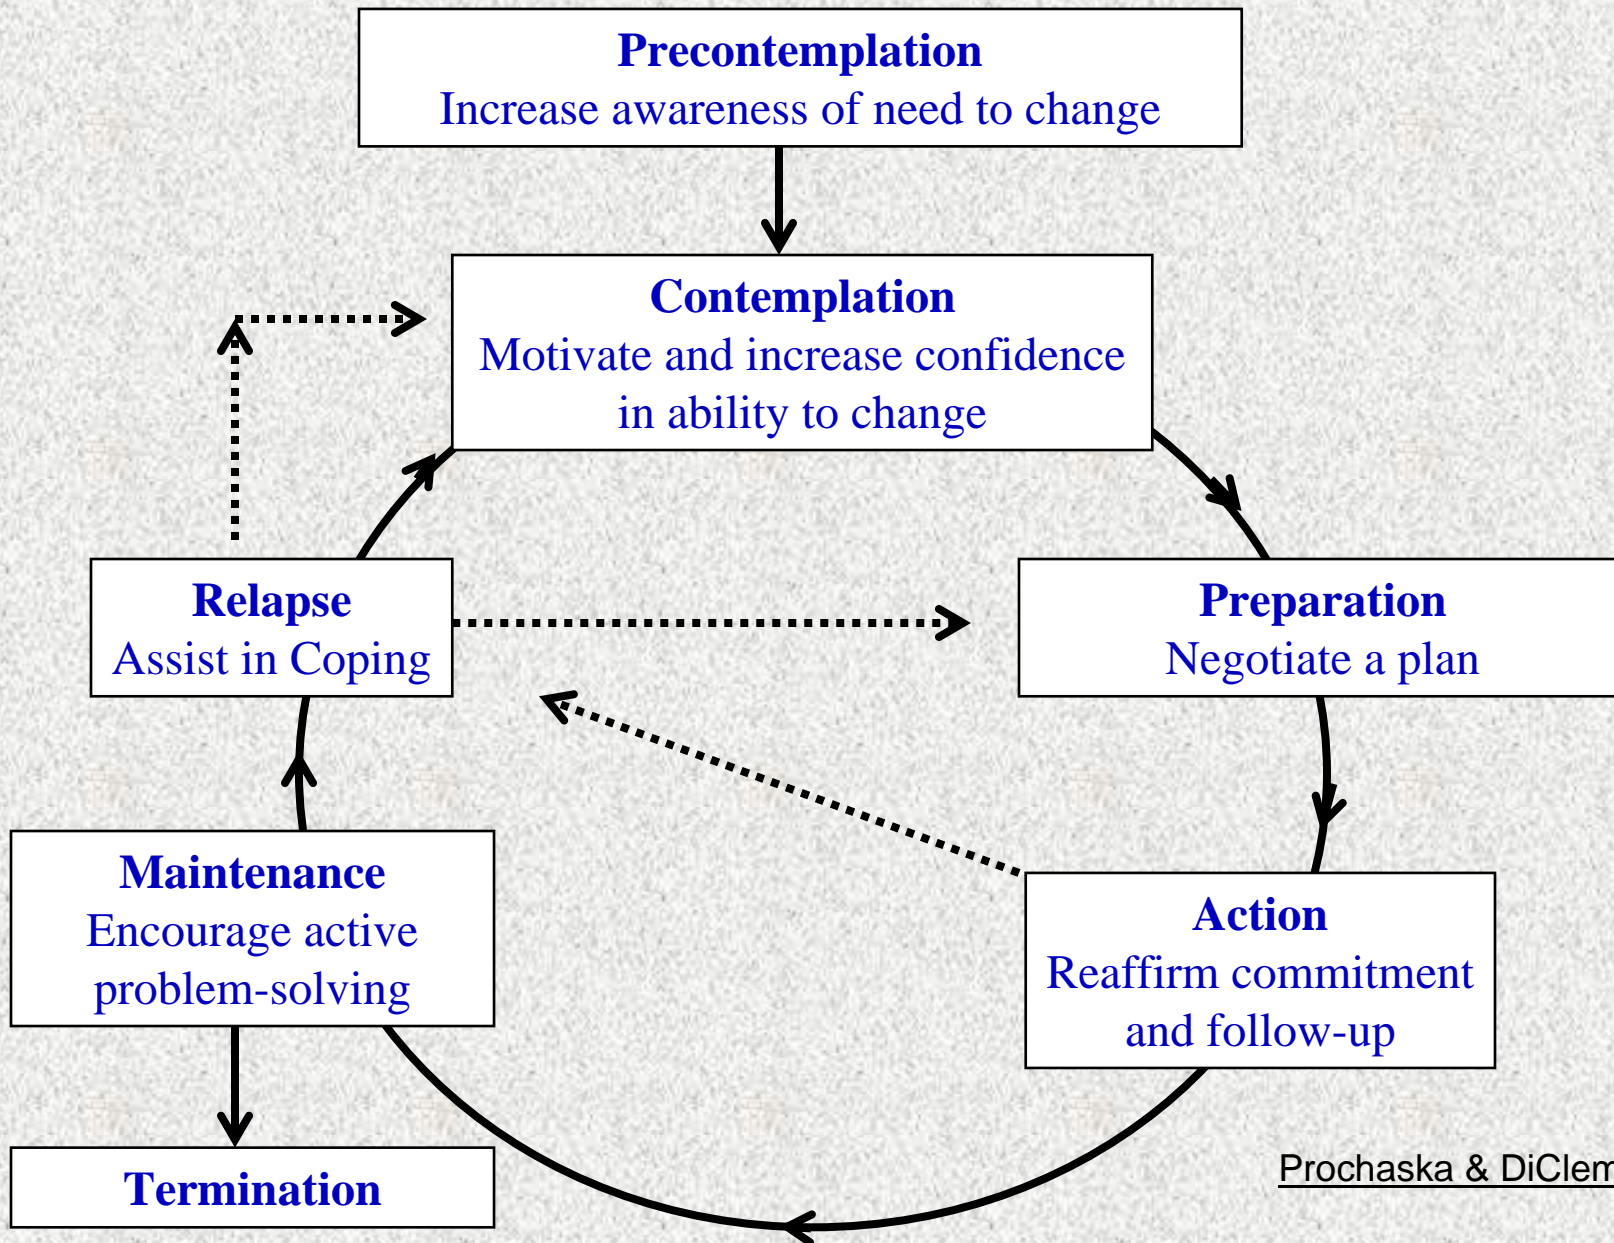 Precontemplation
Increase awareness of need to change
Contemplation
Motivate and increase confidence
in ability to change
Relapse
Assist in Coping
Preparation
Negotiate a plan
Maintenance
Encourage active
problem-solving
Action
Reaffirm commitment
and follow-up
Termination
Prochaska & DiClem